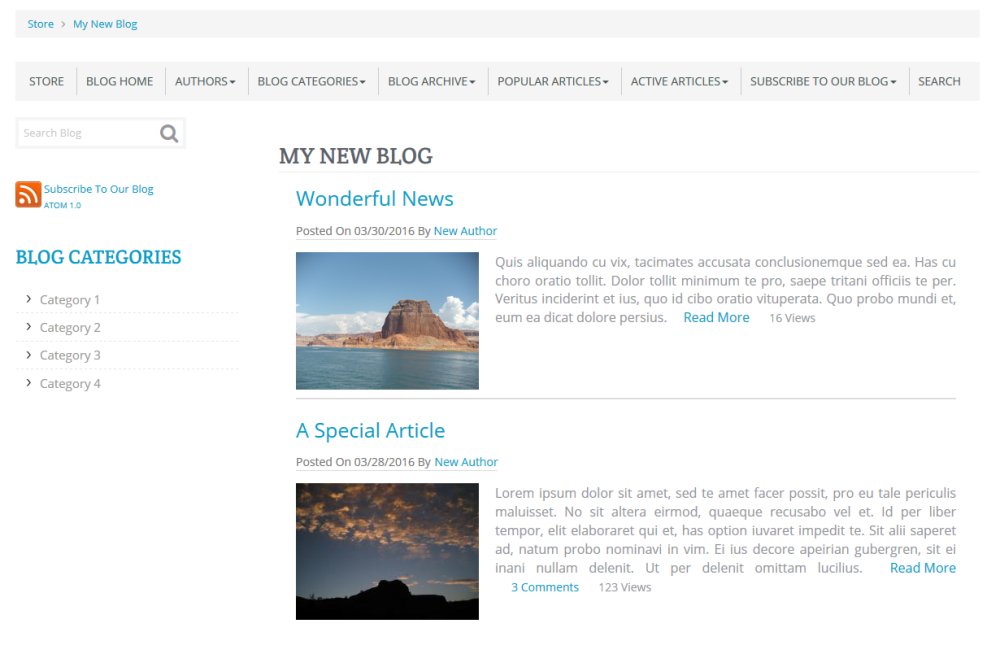 Store > My New Blog
STORE BLOG HOME AUTHORS BLOG CATEGORIES BLOG ARCHIVE POPULAR ARTICLES ACTIVE ARTICLES SUBSCRIBE TO OUR BLOG SEARCH
Search Blog
Subscribe To Our Blog
ATOM 1.0
BLOG CATEGORIES
Category 1
Category 2
Category 3
Category 4
MY NEW BLOG
Wonderful News
Posted On 03/30/2016 By New Author
Quis aliquando cu vix, tacimates accusata conclusionemque sed ea. Has cu
choro oratio tollit. Dolor tollit minimum te pro, saepe tritani officiis te per.
Veritus inciderint et ius, quo id cibo oratio vituperata. Quo probo mundi et,
eum ea dicat dolore persius. Read More 16 Views
A Special Article
Posted On 03/28/2016 By New Author
Lorem ipsum dolor sit amet, sed te amet facer possit, pro eu tale periculis
maluisset. No sit altera eirmod, quaeque recusabo vel et. Id per liber
tempor, elit elaboraret qui et, has option iuvaret impedit te. Sit alii saperet
ad, natum probo nominavi in vim. Ei ius decore apeirian gubergren, sit ei
inani nullam delenit. Ut per delenit omittam lucilius. Read More
3 Comments 123 Views